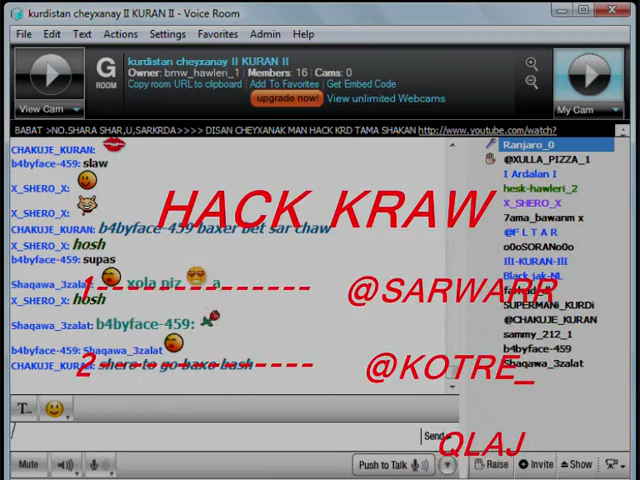 kurdistan cheyxanay II KURAN II - Voice Room
File Edit Text Actions Settings Favorites Admin Help
kurdistan cheyxanay II KURAN II
G ROOM
Owner: bmw_hawleri_1 | Members: 16 | Cams: 0
Copy room URL to clipboard | Add To Favorites | Get Embed Code
upgrade now! View unlimited Webcams
View Cam
My Cam
BABAT >NO.SHARA SHAR,U,SARKRDA>>>> DISAN CHEYXANAK MAN HACK KRD TAMA SHAKAN http://www.youtube.com/watch?
CHAKUJE_KURAN:
b4byface-459: slaw
X_SHERO_X:
X_SHERO_X:
HACK KRAW
CHAKUJE_KURAN: b4byface-459 baxer bet sar chaw
X_SHERO_X: hosh
b4byface-459: supas
Shaqawa_3zalat: xola piz a
1 ---------------- @SARWARR
X_SHERO_X: hosh
Shaqawa_3zalat: b4byface-459:
b4byface-459: Shaqawa_3zalat
CHAKUJE_KURAN: shero to go baxo bash
2 ---------------- @KOTRE_
QLAJ
Ranjaro_0
@XULLA_PIZZA_1
I Ardalan I
hesk-hawleri_2
X_SHERO_X
7ama_bawanm x
@F L T A R
o0oSORANo0o
IiI-KURAN-IiI
Black jak-NL
SUPERMANi_KURDi
@CHAKUJE_KURAN
sammy_212_1
b4byface-459
Shaqawa_3zalat
T...
/
Send
Mute
Push to Talk
Raise Invite Show